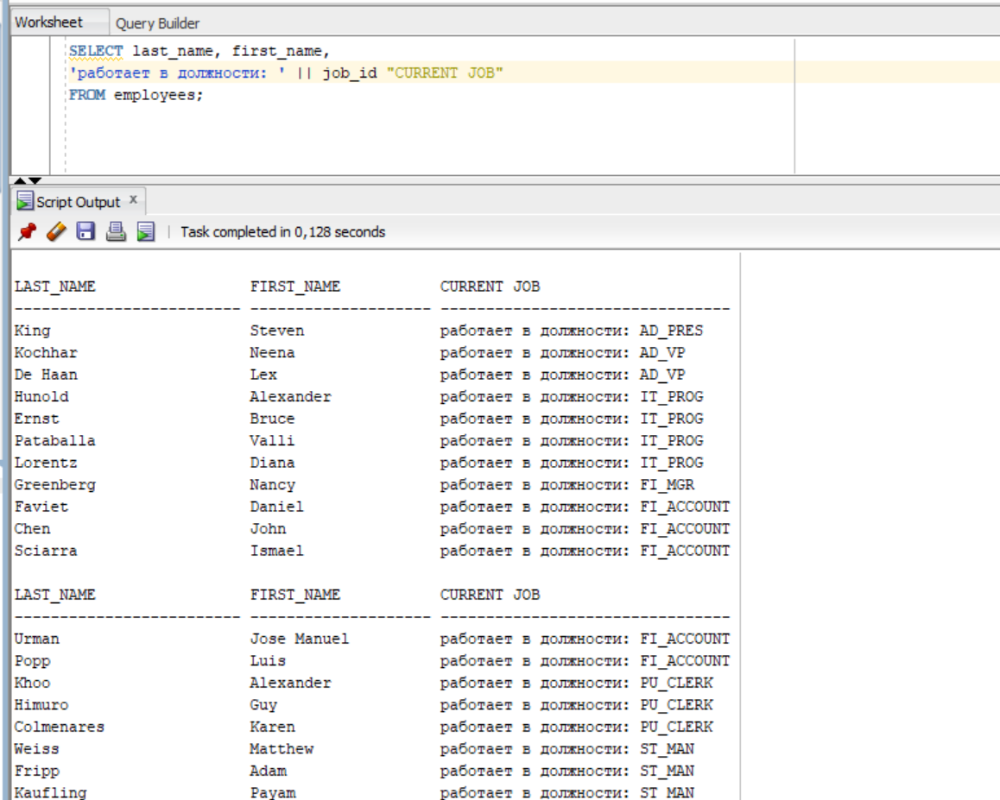 Worksheet Query Builder
SELECT last_name, first_name,
'работает в должности: ' || job_id "CURRENT JOB"
FROM employees;
Script Output x
Task completed in 0,128 seconds
LAST_NAME FIRST_NAME CURRENT JOB
------------------------- -------------------- --------------------------------
King Steven работает в должности: AD_PRES
Kochhar Neena работает в должности: AD_VP
De Haan Lex работает в должности: AD_VP
Hunold Alexander работает в должности: IT_PROG
Ernst Bruce работает в должности: IT_PROG
Pataballa Valli работает в должности: IT_PROG
Lorentz Diana работает в должности: IT_PROG
Greenberg Nancy работает в должности: FI_MGR
Faviet Daniel работает в должности: FI_ACCOUNT
Chen John работает в должности: FI_ACCOUNT
Sciarra Ismael работает в должности: FI_ACCOUNT
LAST_NAME FIRST_NAME CURRENT JOB
------------------------- -------------------- --------------------------------
Urman Jose Manuel работает в должности: FI_ACCOUNT
Popp Luis работает в должности: FI_ACCOUNT
Khoo Alexander работает в должности: PU_CLERK
Himuro Guy работает в должности: PU_CLERK
Colmenares Karen работает в должности: PU_CLERK
Weiss Matthew работает в должности: ST_MAN
Fripp Adam работает в должности: ST_MAN
Kaufling Payam работает в должности: ST_MAN